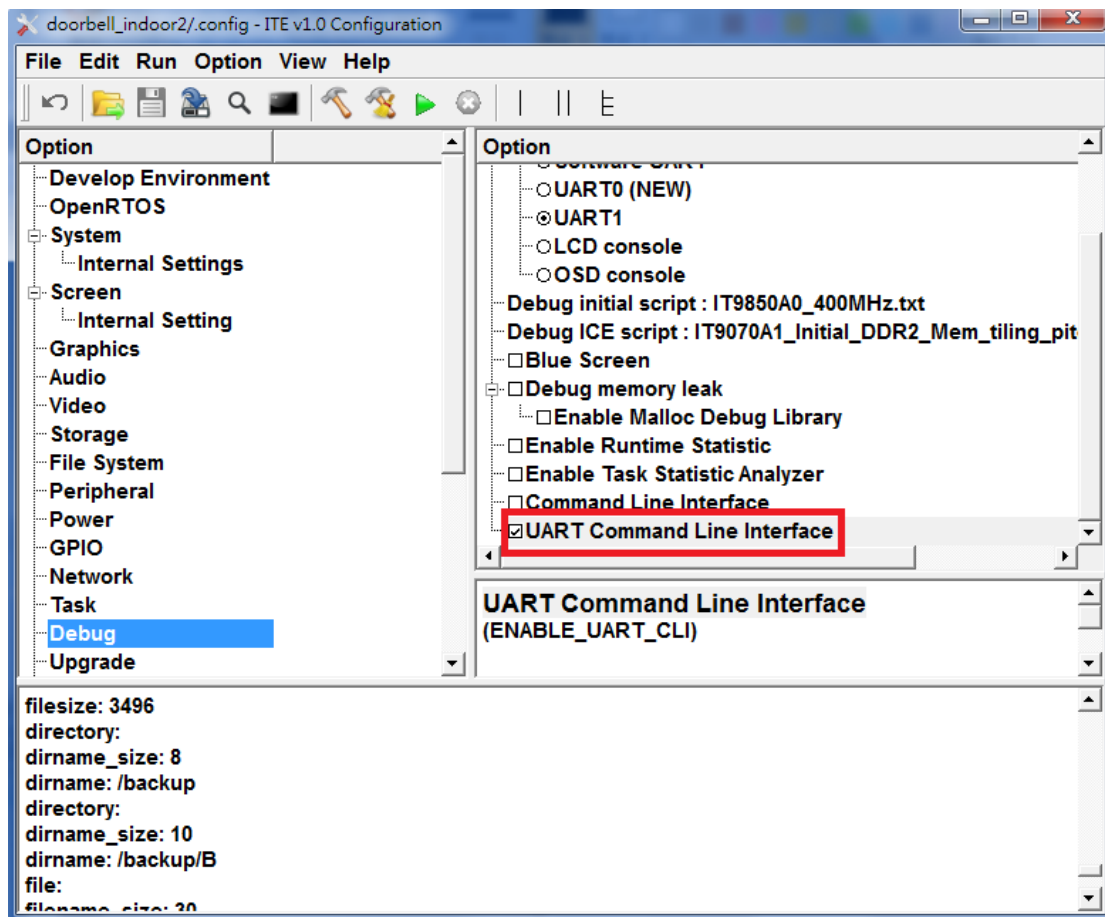 doorbell_indoor2/.config - ITE v1.0 Configuration
File Edit Run Option View Help
Option
Develop Environment
OpenRTOS
System
Internal Settings
Screen
Internal Setting
Graphics
Audio
Video
Storage
File System
Peripheral
Power
GPIO
Network
Task
Debug
Upgrade
Option
UART0 (NEW)
UART1
LCD console
OSD console
Debug initial script : IT9850A0_400MHz.txt
Debug ICE script : IT9070A1_Initial_DDR2_Mem_tiling_pit
Blue Screen
Debug memory leak
Enable Malloc Debug Library
Enable Runtime Statistic
Enable Task Statistic Analyzer
Command Line Interface
UART Command Line Interface
UART Command Line Interface
(ENABLE_UART_CLI)
filesize: 3496
directory:
dirname_size: 8
dirname: /backup
directory:
dirname_size: 10
dirname: /backup/B
file:
filename_size: 30